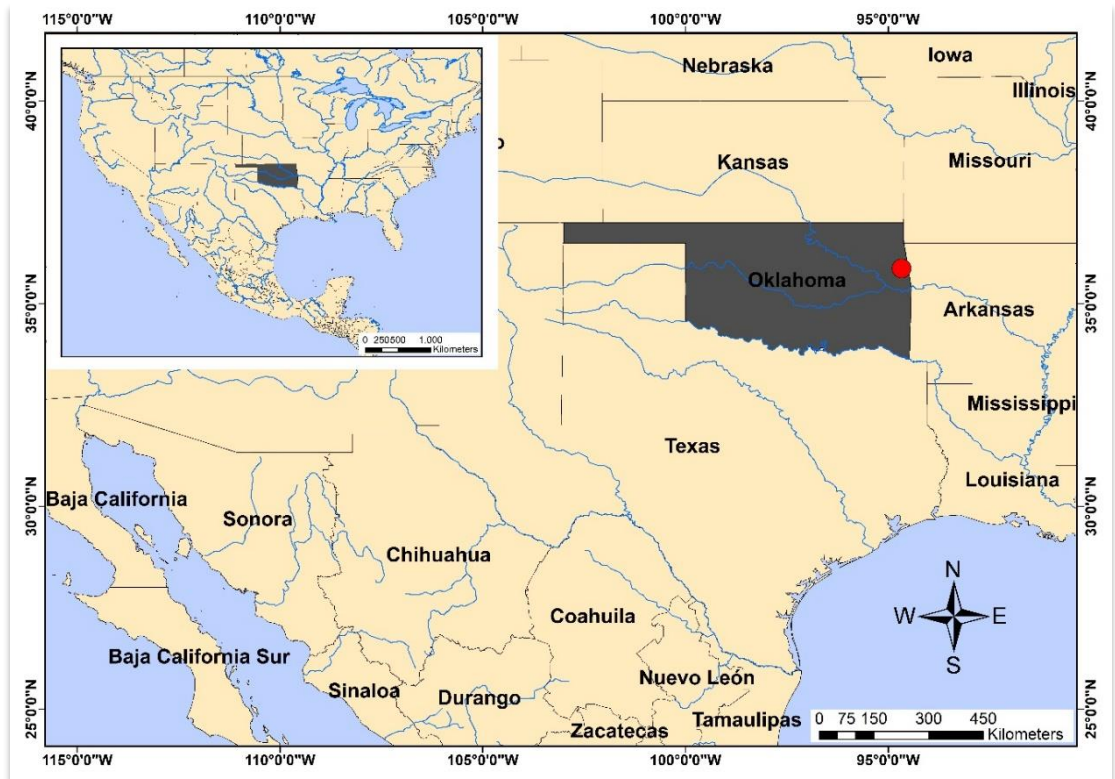 115°0'0"W 110°0'0"W 105°0'0"W 100°0'0"W 95°0'0"W
40°0'0"N
35°0'0"N
30°0'0"N
25°0'0"N
0 250500 1,000
Kilometers
Nebraska
Iowa
Illinois
Kansas
Missouri
Oklahoma
Arkansas
Mississippi
Texas
Louisiana
Baja California
Sonora
Chihuahua
Coahuila
Baja California Sur
Sinaloa
Durango
Nuevo León
Zacatecas
Tamaulipas
N
W E
S
0 75 150 300 450
Kilometers
40°0'0"N
35°0'0"N
30°0'0"N
25°0'0"N
115°0'0"W 110°0'0"W 105°0'0"W 100°0'0"W 95°0'0"W